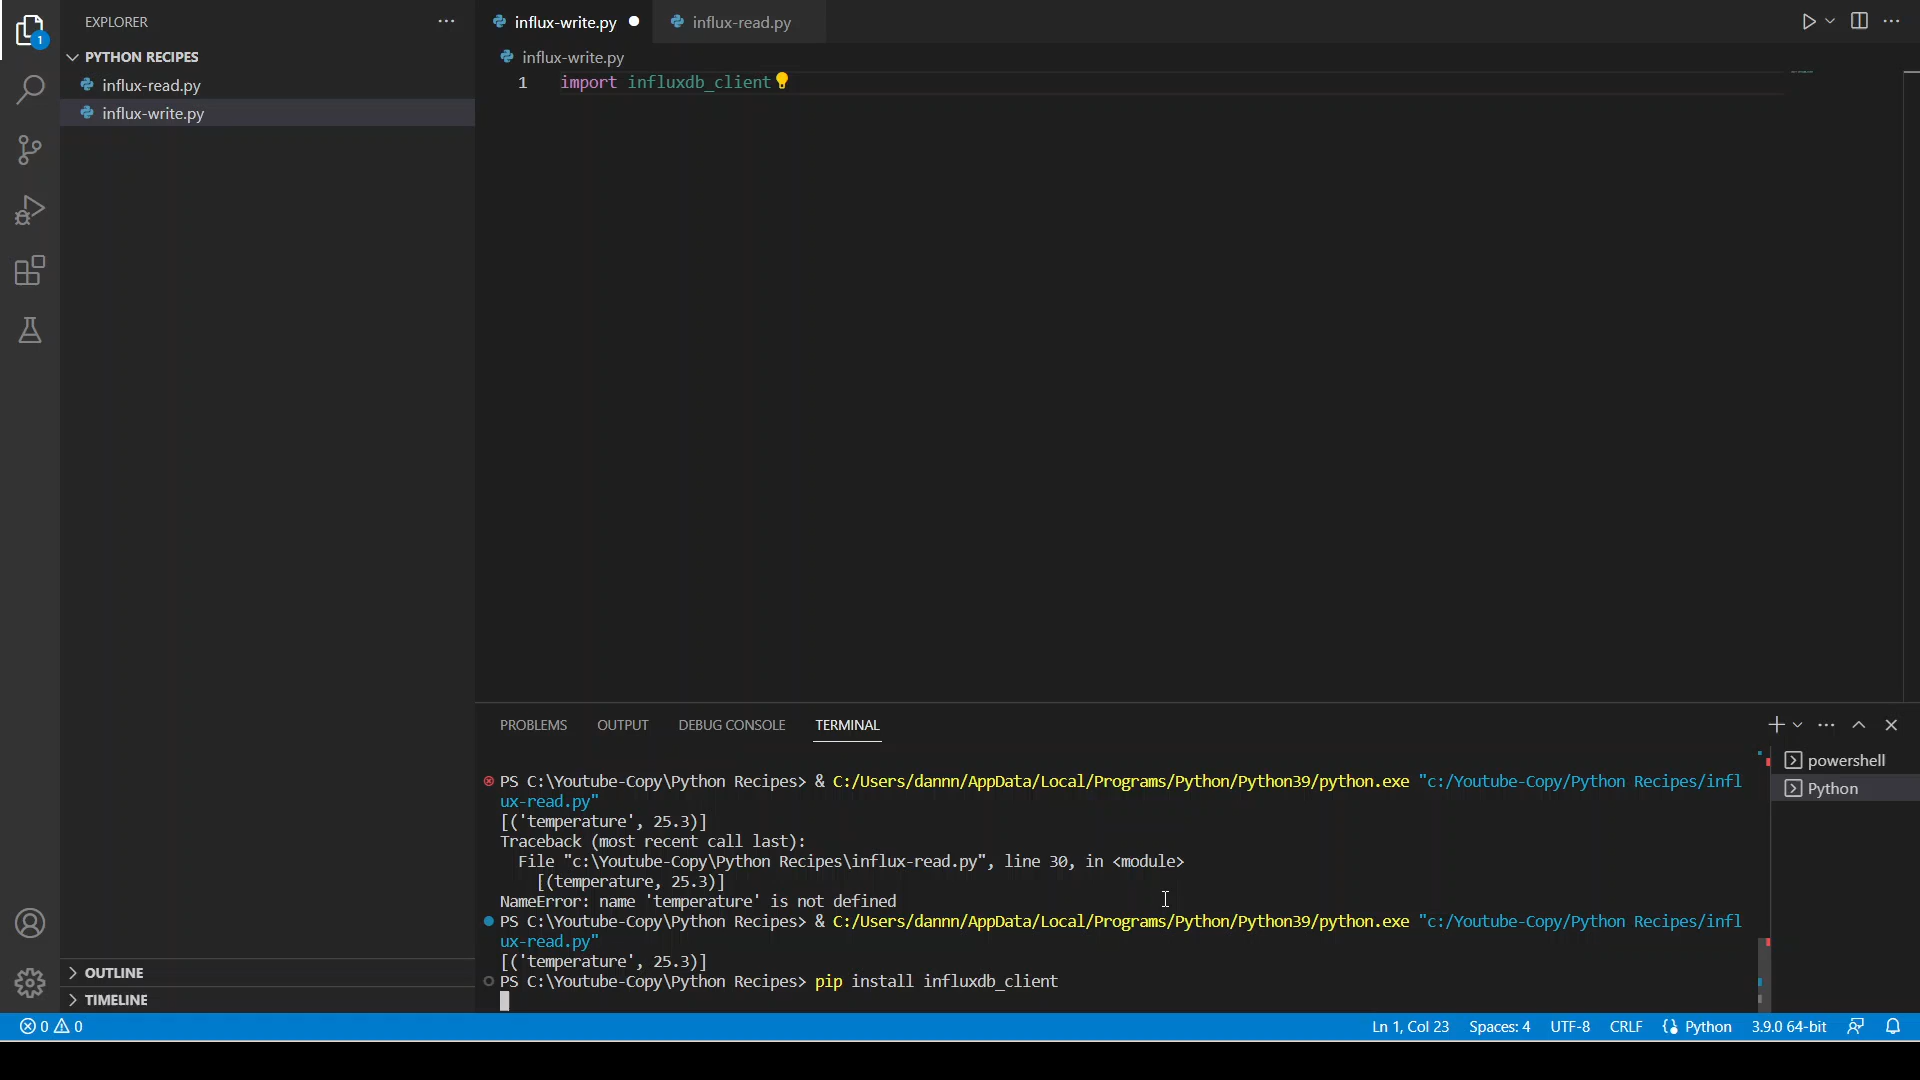 EXPLORER
PYTHON RECIPES
influx-read.py
influx-write.py
1
OUTLINE
TIMELINE
influx-write.py
influx-read.py
influx-write.py
1 import influxdb_client
PROBLEMS OUTPUT DEBUG CONSOLE TERMINAL
PS C:\Youtube-Copy\Python Recipes> & C:/Users/dannn/AppData/Local/Programs/Python/Python39/python.exe "c:/Youtube-Copy/Python Recipes/infl
ux-read.py"
[('temperature', 25.3)]
Traceback (most recent call last):
File "c:\Youtube-Copy\Python Recipes\influx-read.py", line 30, in <module>
[(temperature, 25.3)]
NameError: name 'temperature' is not defined
PS C:\Youtube-Copy\Python Recipes> & C:/Users/dannn/AppData/Local/Programs/Python/Python39/python.exe "c:/Youtube-Copy/Python Recipes/infl
ux-read.py"
[('temperature', 25.3)]
PS C:\Youtube-Copy\Python Recipes> pip install influxdb_client
powershell
Python
0 0 Ln 1, Col 23 Spaces: 4 UTF-8 CRLF Python 3.9.0 64-bit